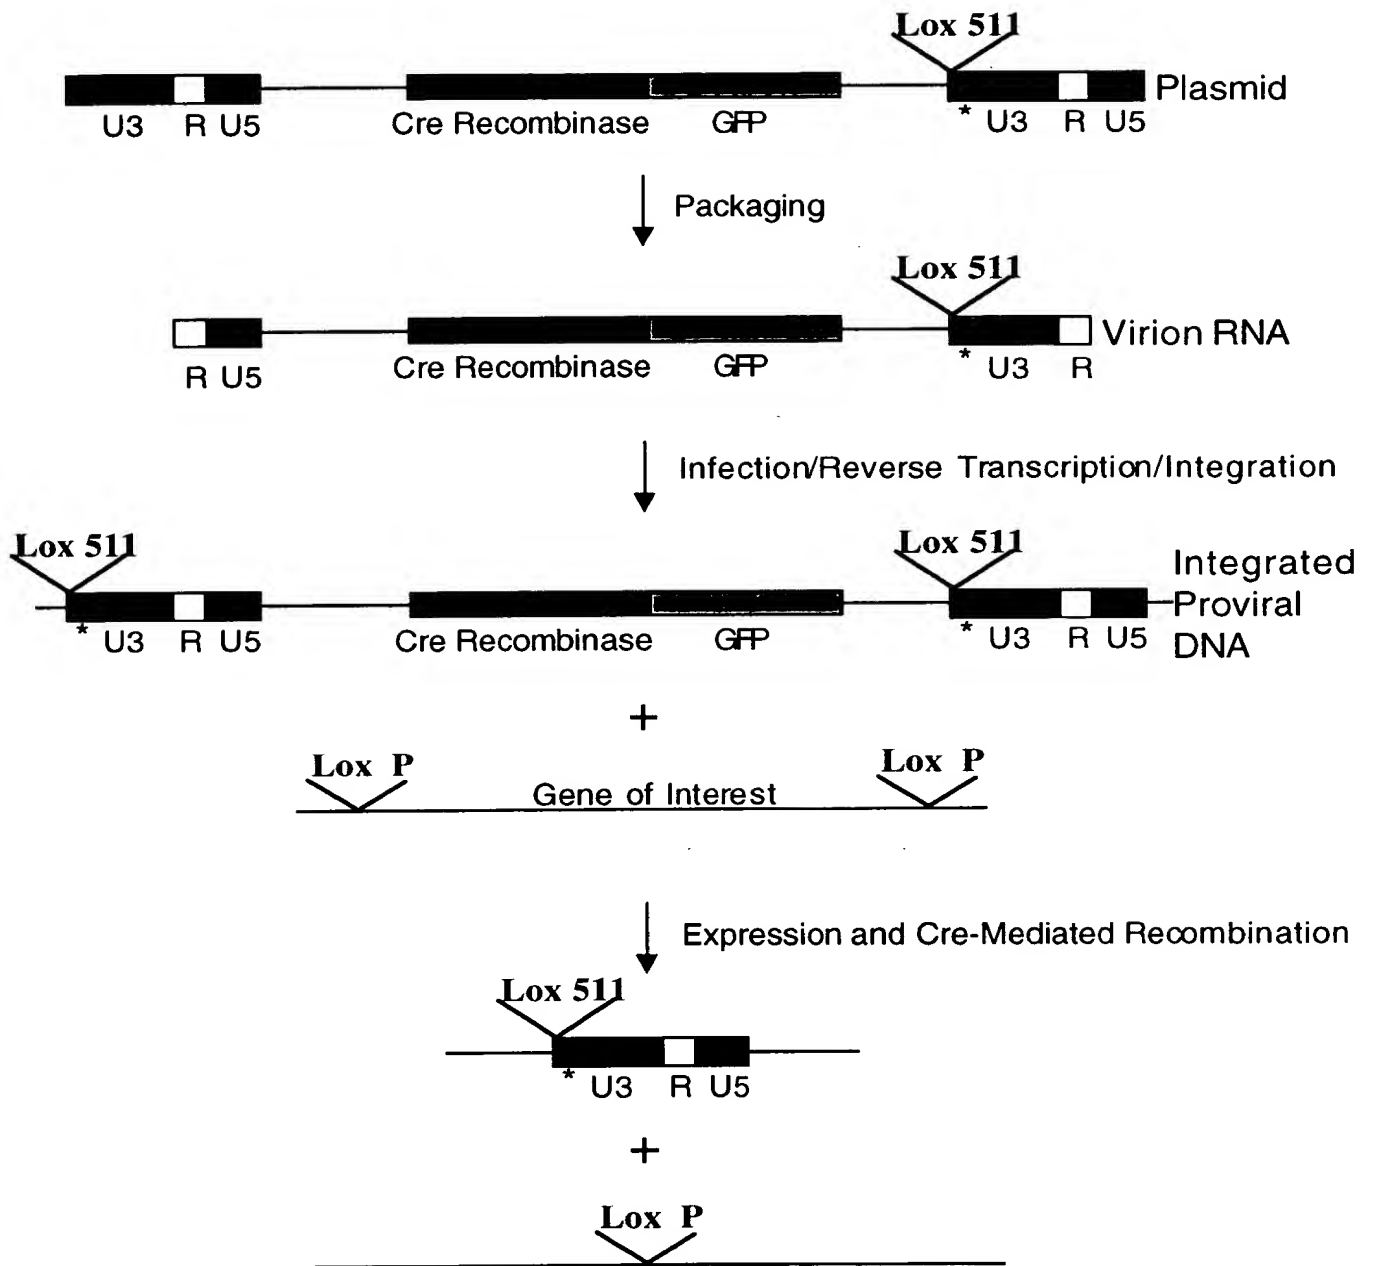 Lox 511
Plasmid
* U3 R U5 Cre Recombinase GFP * U3 R U5
Packaging
Lox 511
Virion RNA
R U5 Cre Recombinase GFP * U3 R
Infection/Reverse Transcription/Integration
Lox 511 Lox 511
Integrated
Proviral
DNA
* U3 R U5 Cre Recombinase GFP * U3 R U5
+
Lox P Lox P
Gene of Interest
Expression and Cre-Mediated Recombination
Lox 511
* U3 R U5
+
Lox P